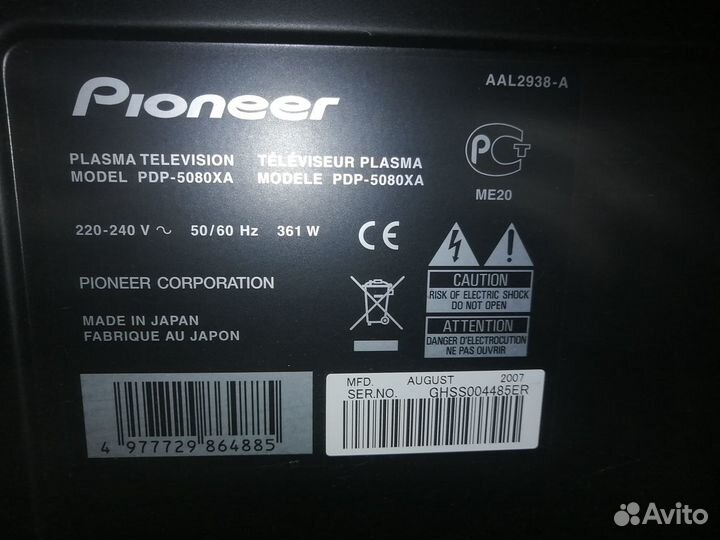 Pioneer
AAL2938-A
PLASMA TELEVISION
MODEL PDP-5080XA
TÉLÉVISEUR PLASMA
MODELE PDP-5080XA
PCT
ME20
220-240 V ~ 50/60 Hz 361 W
CE
PIONEER CORPORATION
CAUTION
RISK OF ELECTRIC SHOCK
DO NOT OPEN
MADE IN JAPAN
FABRIQUE AU JAPON
ATTENTION
DANGER D'ELECTROCUTION
NE PAS OUVRIR
4 977729 864885
MFD. AUGUST 2007
SER.NO. GHSS004485ER
Avito